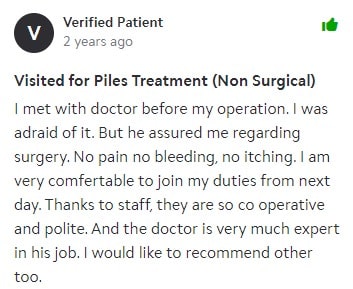 V
Verified Patient
2 years ago
Visited for Piles Treatment (Non Surgical)
I met with doctor before my operation. I was
adraid of it. But he assured me regarding
surgery. No pain no bleeding, no itching. I am
very comfertable to join my duties from next
day. Thanks to staff, they are so co operative
and polite. And the doctor is very much expert
in his job. I would like to recommend other
too.